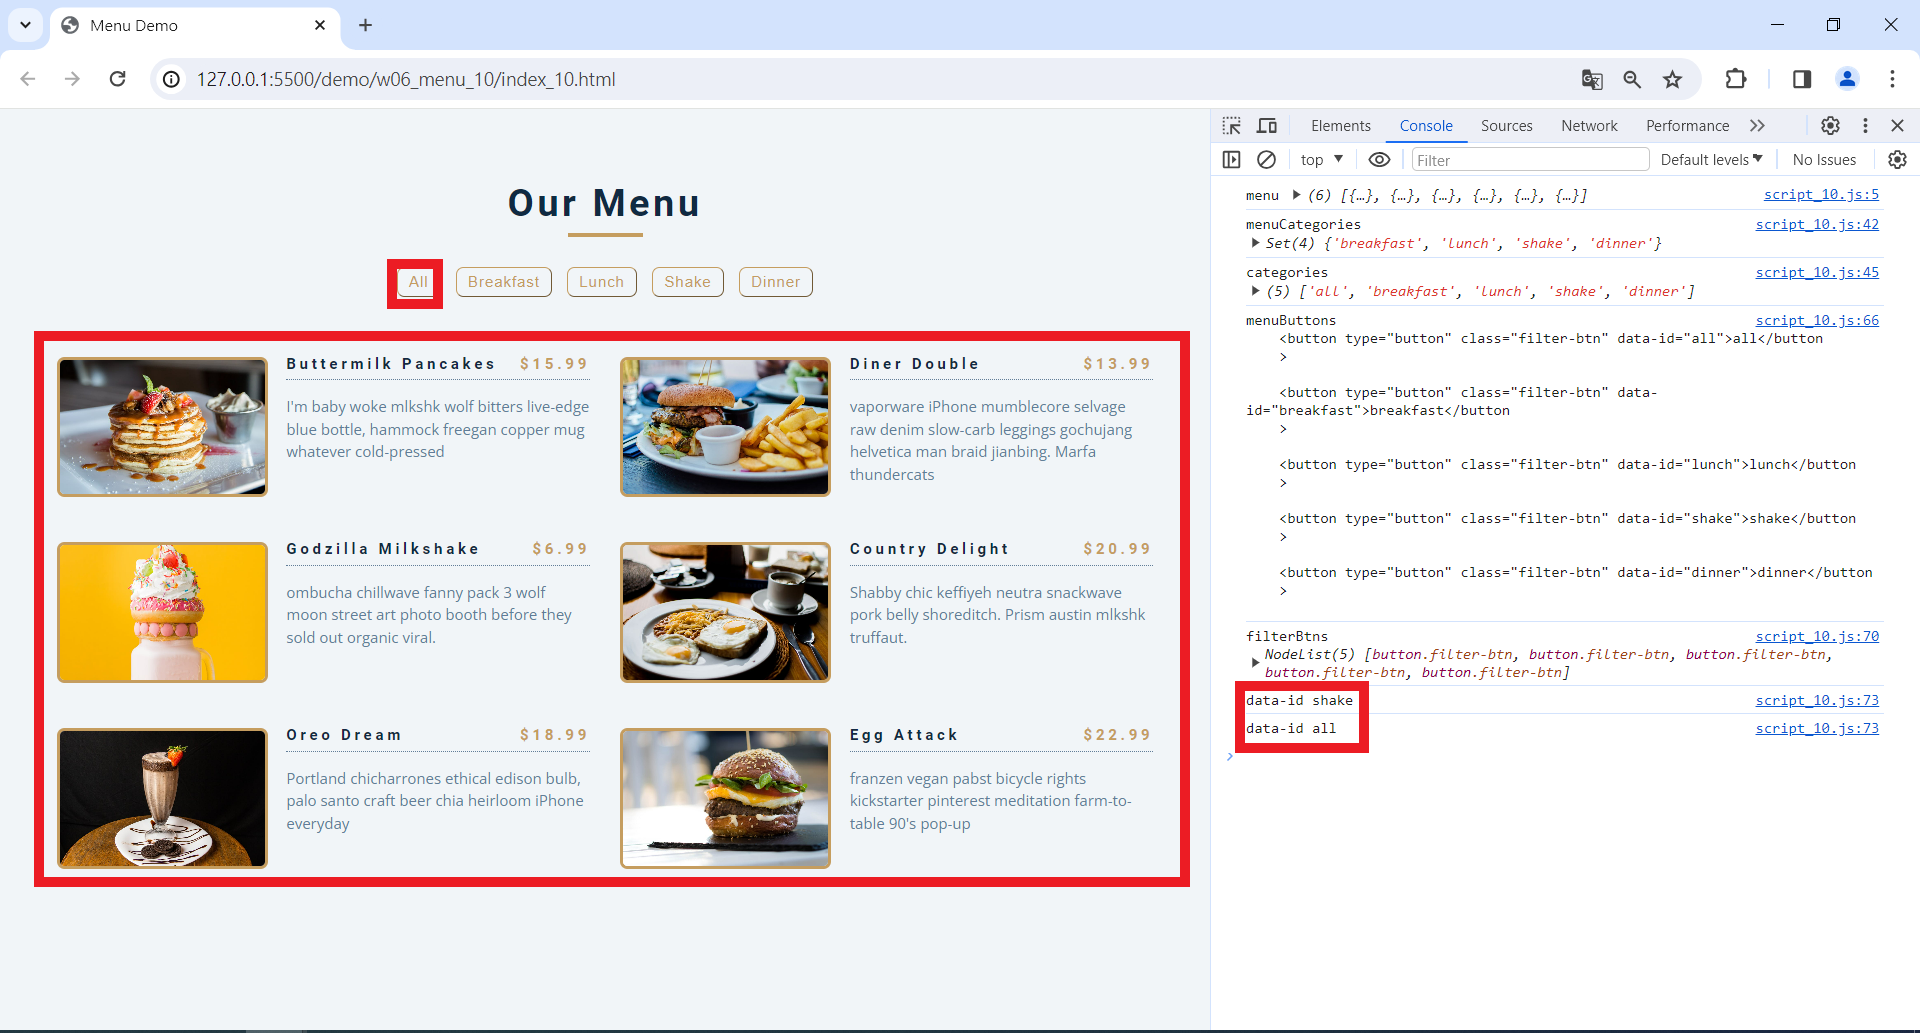 Menu Demo
127.0.0.1:5500/demo/w06_menu_10/index_10.html
Our Menu
All
Breakfast
Lunch
Shake
Dinner
Buttermilk Pancakes $15.99
I'm baby woke mlkshk wolf bitters live-edge
blue bottle, hammock freegan copper mug
whatever cold-pressed
Diner Double $13.99
vaporware iPhone mumblecore selvage
raw denim slow-carb leggings gochujang
helvetica man braid jianbing. Marfa
thundercats
Godzilla Milkshake $6.99
ombucha chillwave fanny pack 3 wolf
moon street art photo booth before they
sold out organic viral.
Country Delight $20.99
Shabby chic keffiyeh neutra snackwave
pork belly shoreditch. Prism austin mlkshk
truffaut.
Oreo Dream $18.99
Portland chicharrones ethical edison bulb,
palo santo craft beer chia heirloom iPhone
everyday
Egg Attack $22.99
franzen vegan pabst bicycle rights
kickstarter pinterest meditation farm-to-
table 90's pop-up
Elements Console Sources Network Performance
top Filter Default levels No Issues
menu (6) [{…}, {…}, {…}, {…}, {…}, {…}] script_10.js:5
menuCategories script_10.js:42
Set(4) {'breakfast', 'lunch', 'shake', 'dinner'}
categories script_10.js:45
(5) ['all', 'breakfast', 'lunch', 'shake', 'dinner']
menuButtons script_10.js:66
<button type="button" class="filter-btn" data-id="all">all</button
>
<button type="button" class="filter-btn" data-
id="breakfast">breakfast</button
>
<button type="button" class="filter-btn" data-id="lunch">lunch</button
>
<button type="button" class="filter-btn" data-id="shake">shake</button
>
<button type="button" class="filter-btn" data-id="dinner">dinner</button
>
filterBtns script_10.js:70
NodeList(5) [button.filter-btn, button.filter-btn, button.filter-btn,
button.filter-btn, button.filter-btn]
data-id shake script_10.js:73
data-id all script_10.js:73